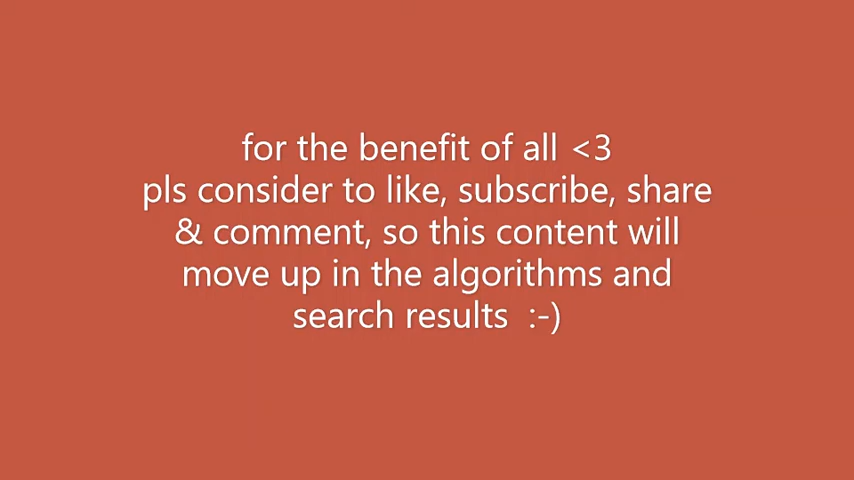 for the benefit of all <3
pls consider to like, subscribe, share
& comment, so this content will
move up in the algorithms and
search results  :-)